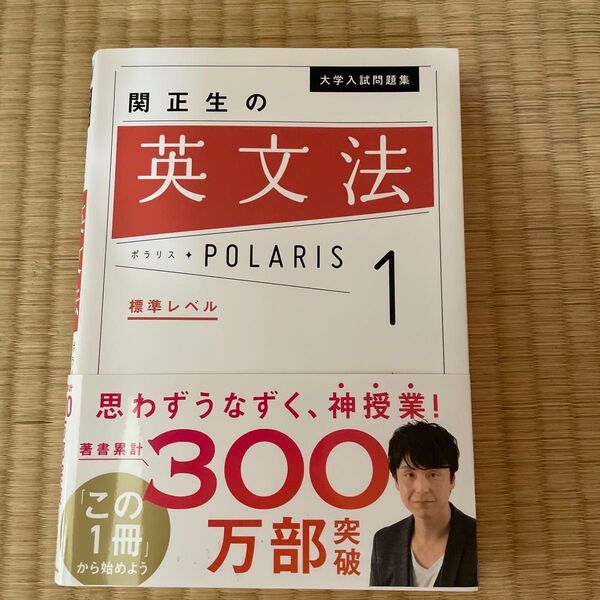 大学入試問題集
関正生の
英文法
ポラリス✦POLARIS 1
標準レベル
思わずうなずく、神授業!
著書累計
300
万部突破
「この
1冊」
から始めよう